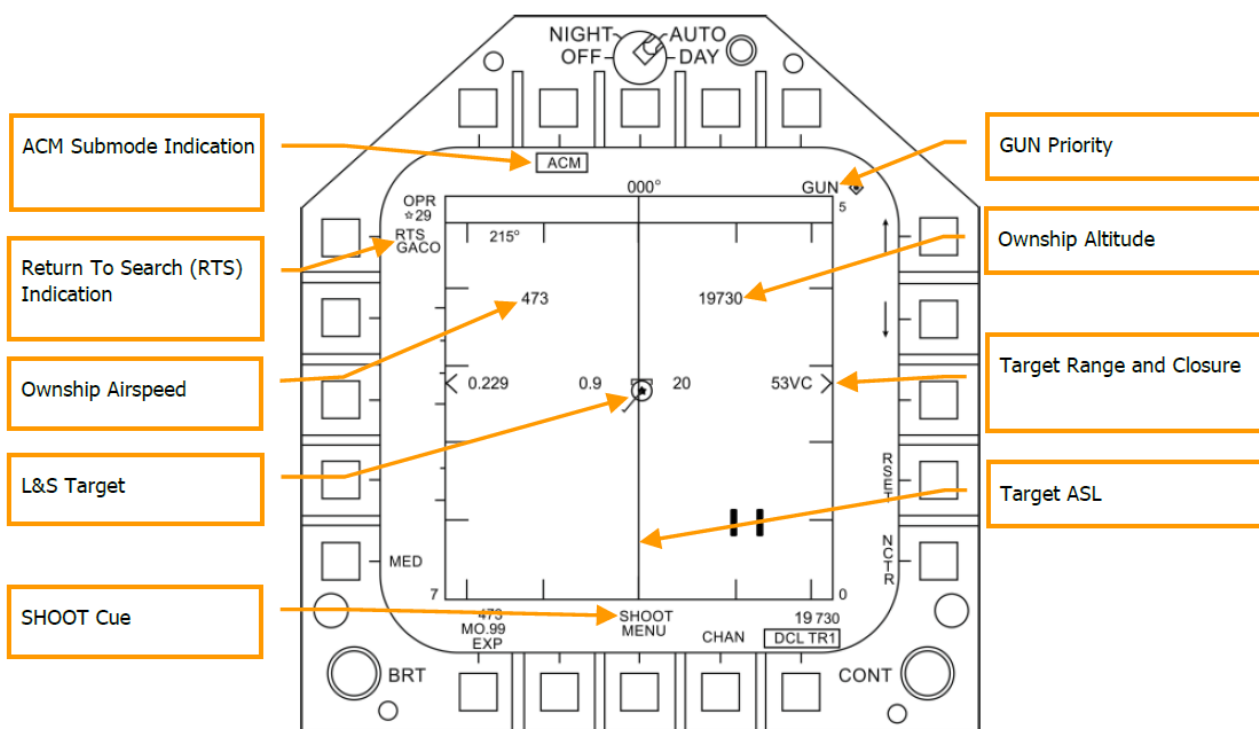 NIGHT AUTO
OFF DAY
ACM Submode Indication
ACM
GUN Priority
000°
GUN
OPR
☆29
5
RTS
GACO
215°
Ownship Altitude
Return To Search (RTS)
Indication
473
19730
Ownship Airspeed
< 0.229
0.9
20
53VC >
Target Range and Closure
L&S Target
RSET
Target ASL
NCTR
MED
7
0
SHOOT Cue
473
MO.99
EXP
SHOOT
MENU
CHAN
19 730
DCL TR1
BRT
CONT